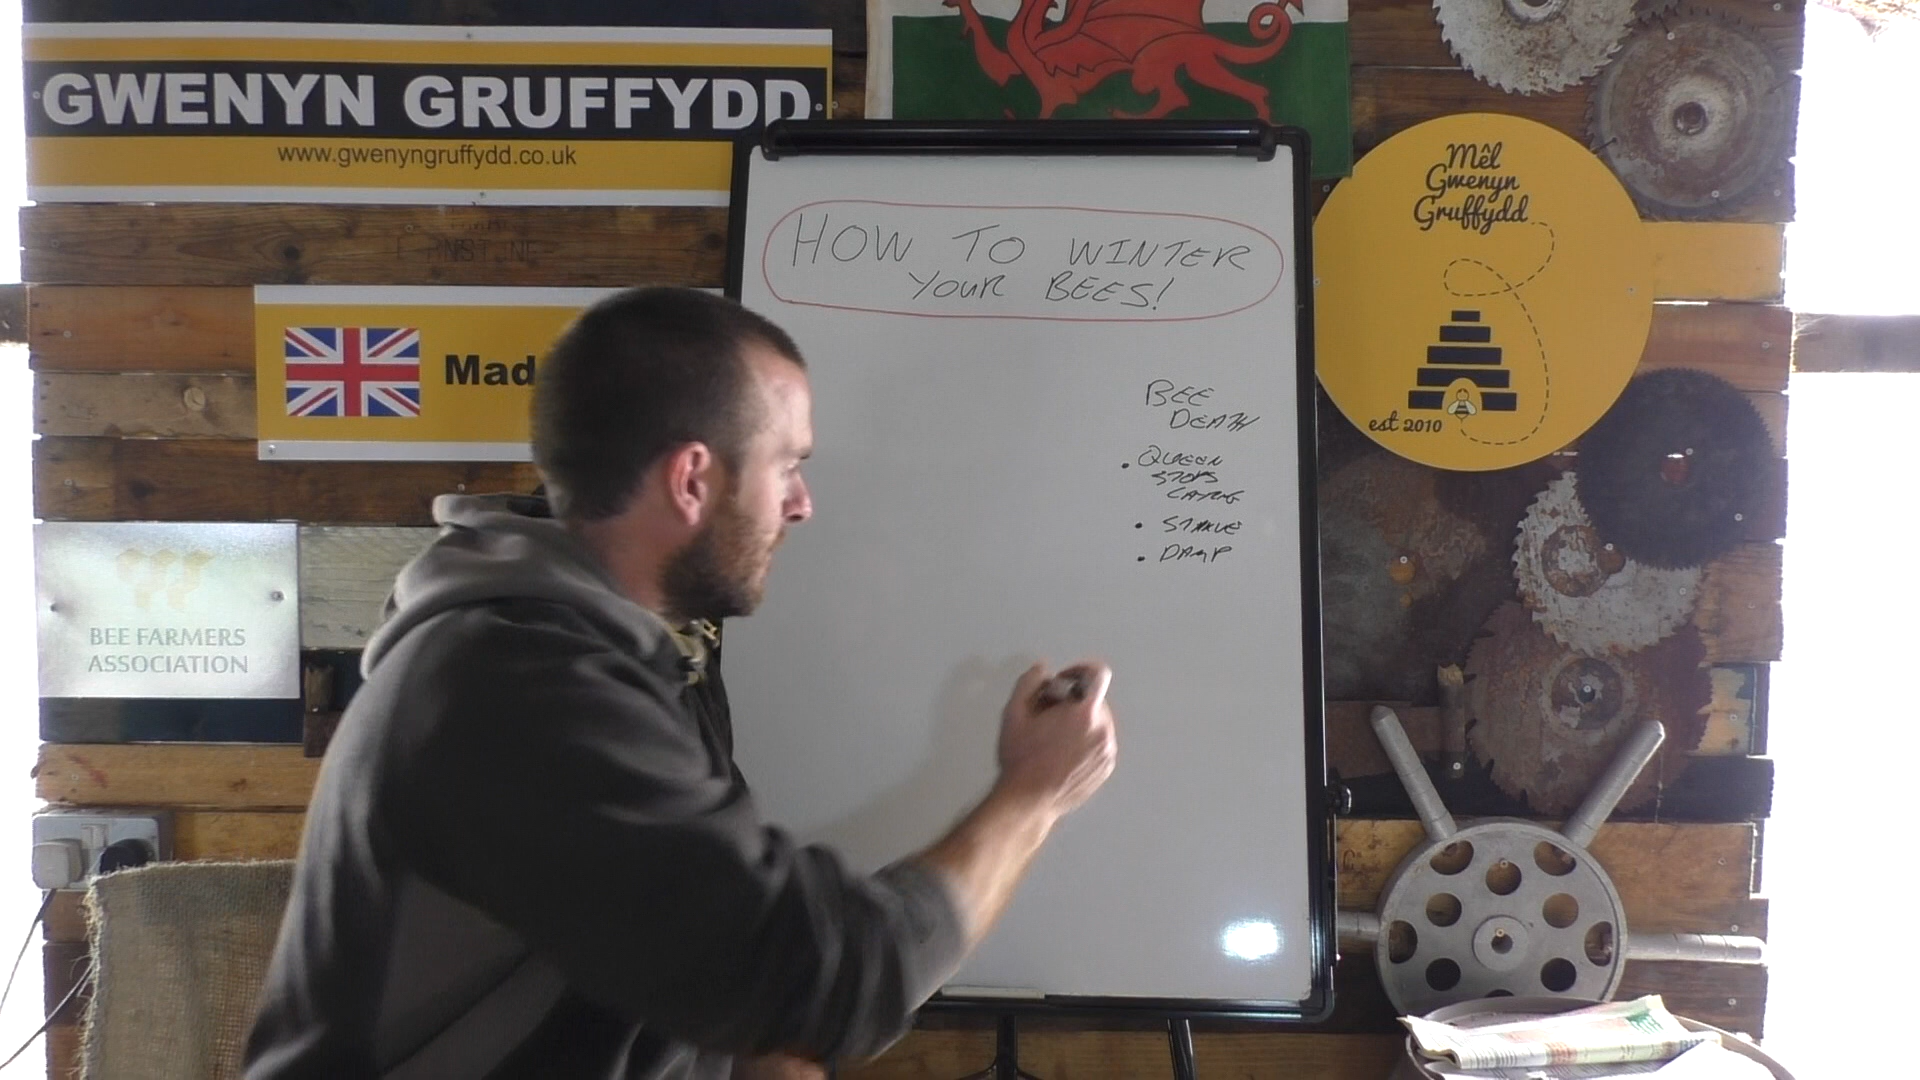 GWENYN GRUFFYDD
www.gwenyngruffydd.co.uk
Mad
BEE FARMERS
ASSOCIATION
HOW TO WINTER
YOUR BEES!
BEE
DEATH
• QUEEN
STOPS
• STARVE
• DAMP
Mêl
Gwenyn
Gruffydd
est 2010